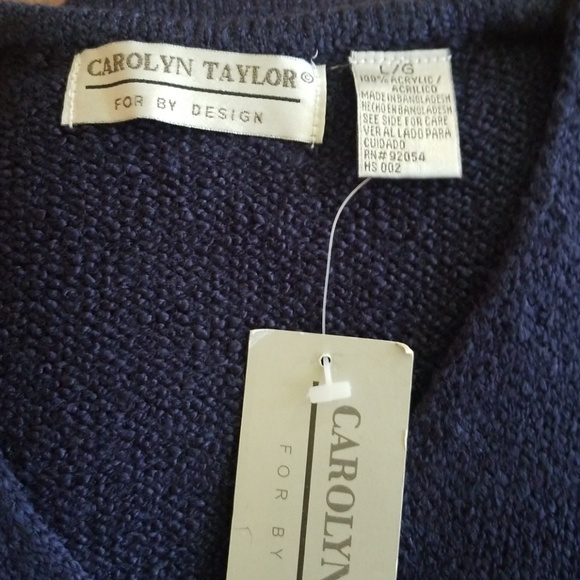 CAROLYN TAYLOR©
FOR BY DESIGN
L/G
100% ACRYLIC/
ACRILICO
MADE IN BANGLADESH
HECHO EN BANGLADESH
SEE SIDE FOR CARE
VER AL LADO PARA
CUIDADO
RN# 92054
HS 002
CAROLYN
FOR BY